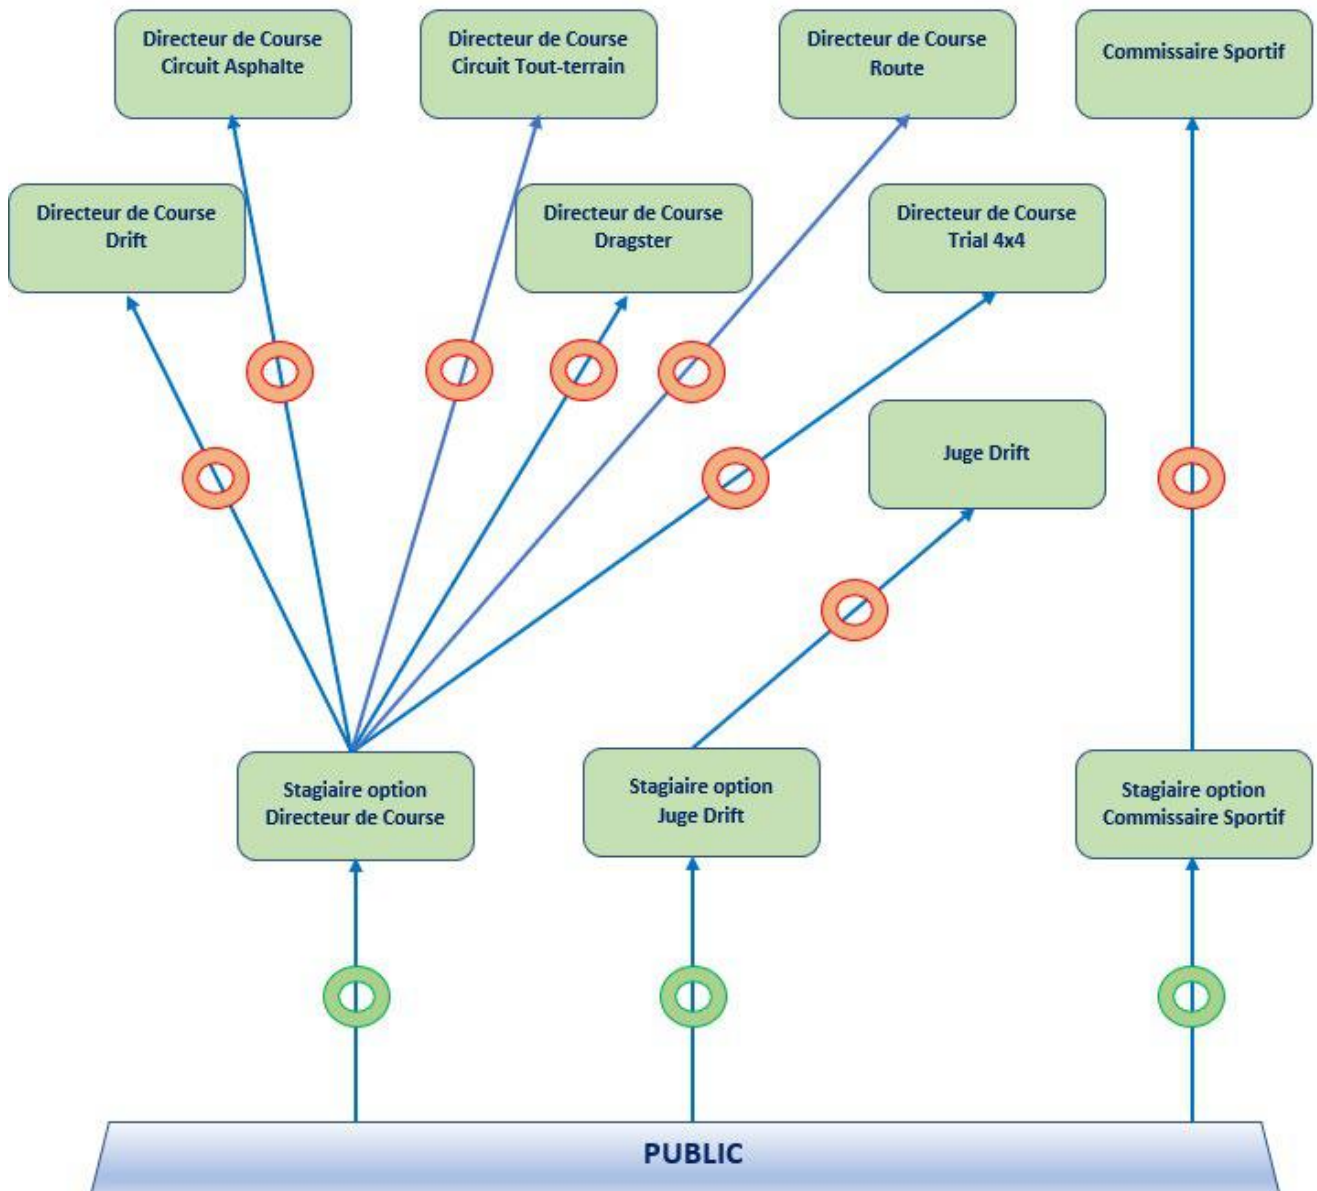 Directeur de Course
Circuit Asphalte
Directeur de Course
Circuit Tout-terrain
Directeur de Course
Route
Commissaire Sportif
Directeur de Course
Drift
Directeur de Course
Dragster
Directeur de Course
Trial 4x4
Juge Drift
Stagiaire option
Directeur de Course
Stagiaire option
Juge Drift
Stagiaire option
Commissaire Sportif
PUBLIC